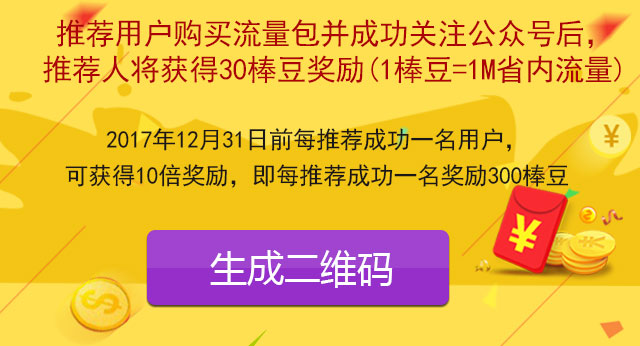 推荐用户购买流量包并成功关注公众号后，
推荐人将获得30棒豆奖励(1棒豆=1M省内流量)
2017年12月31日前每推荐成功一名用户，
可获得10倍奖励，即每推荐成功一名奖励300棒豆
生成二维码